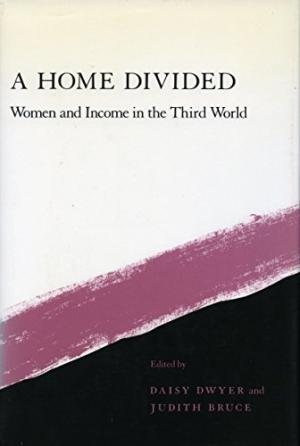 A HOME DIVIDED
Women and Income in the Third World
Edited by
DAISY DWYER and
JUDITH BRUCE